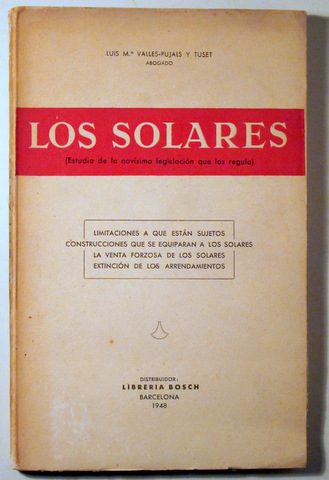 LUIS M.ª VALLES-PUJALS Y TUSET
ABOGADO
LOS SOLARES
(Estudio de la novísima legislación que los regula)
LIMITACIONES A QUE ESTÁN SUJETOS
CONSTRUCCIONES QUE SE EQUIPARAN A LOS SOLARES
LA VENTA FORZOSA DE LOS SOLARES
EXTINCIÓN DE LOS ARRENDAMIENTOS
DISTRIBUIDOR:
LIBRERIA BOSCH
BARCELONA
1948